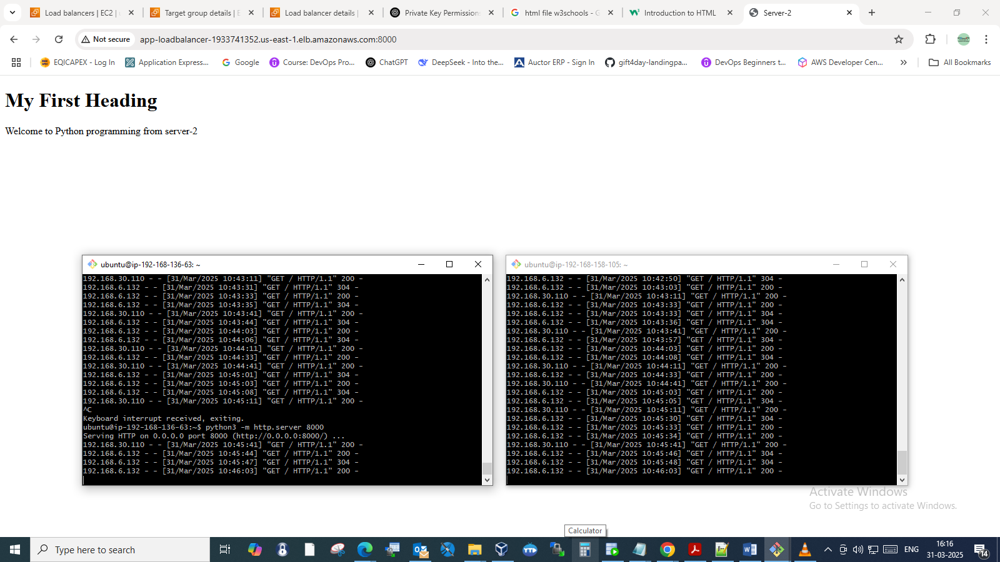 Load balancers | EC2 |
Target group details | E
Load balancer details |
Private Key Permissions
html file w3schools - G
Introduction to HTML
Server-2
Not secure
app-loadbalancer-1933741352.us-east-1.elb.amazonaws.com:8000
EQICAPEX - Log In
Application Express...
Google
Course: DevOps Pro...
ChatGPT
DeepSeek - Into the...
Auctor ERP - Sign In
gift4day-landingpa...
DevOps Beginners t...
AWS Developer Cen...
All Bookmarks
My First Heading
Welcome to Python programming from server-2
ubuntu@ip-192-168-136-63: ~
192.168.30.110 - - [31/Mar/2025 10:43:11] "GET / HTTP/1.1" 200 -
192.168.6.132 - - [31/Mar/2025 10:43:31] "GET / HTTP/1.1" 304 -
192.168.6.132 - - [31/Mar/2025 10:43:33] "GET / HTTP/1.1" 200 -
192.168.6.132 - - [31/Mar/2025 10:43:35] "GET / HTTP/1.1" 304 -
192.168.30.110 - - [31/Mar/2025 10:43:41] "GET / HTTP/1.1" 200 -
192.168.6.132 - - [31/Mar/2025 10:43:44] "GET / HTTP/1.1" 304 -
192.168.6.132 - - [31/Mar/2025 10:44:03] "GET / HTTP/1.1" 200 -
192.168.6.132 - - [31/Mar/2025 10:44:06] "GET / HTTP/1.1" 304 -
192.168.30.110 - - [31/Mar/2025 10:44:11] "GET / HTTP/1.1" 200 -
192.168.6.132 - - [31/Mar/2025 10:44:33] "GET / HTTP/1.1" 200 -
192.168.30.110 - - [31/Mar/2025 10:44:41] "GET / HTTP/1.1" 200 -
192.168.6.132 - - [31/Mar/2025 10:45:01] "GET / HTTP/1.1" 304 -
192.168.6.132 - - [31/Mar/2025 10:45:03] "GET / HTTP/1.1" 200 -
192.168.6.132 - - [31/Mar/2025 10:45:08] "GET / HTTP/1.1" 304 -
192.168.30.110 - - [31/Mar/2025 10:45:11] "GET / HTTP/1.1" 200 -
^C
Keyboard interrupt received, exiting.
ubuntu@ip-192-168-136-63:~$ python3 -m http.server 8000
Serving HTTP on 0.0.0.0 port 8000 (http://0.0.0.0:8000/) ...
192.168.30.110 - - [31/Mar/2025 10:45:41] "GET / HTTP/1.1" 200 -
192.168.6.132 - - [31/Mar/2025 10:45:44] "GET / HTTP/1.1" 200 -
192.168.6.132 - - [31/Mar/2025 10:45:47] "GET / HTTP/1.1" 304 -
192.168.6.132 - - [31/Mar/2025 10:46:03] "GET / HTTP/1.1" 200 -
ubuntu@ip-192-168-158-105: ~
192.168.6.132 - - [31/Mar/2025 10:42:50] "GET / HTTP/1.1" 304 -
192.168.6.132 - - [31/Mar/2025 10:43:03] "GET / HTTP/1.1" 200 -
192.168.30.110 - - [31/Mar/2025 10:43:11] "GET / HTTP/1.1" 200 -
192.168.6.132 - - [31/Mar/2025 10:43:33] "GET / HTTP/1.1" 200 -
192.168.6.132 - - [31/Mar/2025 10:43:33] "GET / HTTP/1.1" 304 -
192.168.6.132 - - [31/Mar/2025 10:43:36] "GET / HTTP/1.1" 304 -
192.168.30.110 - - [31/Mar/2025 10:43:41] "GET / HTTP/1.1" 200 -
192.168.6.132 - - [31/Mar/2025 10:43:57] "GET / HTTP/1.1" 304 -
192.168.6.132 - - [31/Mar/2025 10:44:03] "GET / HTTP/1.1" 200 -
192.168.6.132 - - [31/Mar/2025 10:44:08] "GET / HTTP/1.1" 304 -
192.168.30.110 - - [31/Mar/2025 10:44:11] "GET / HTTP/1.1" 200 -
192.168.6.132 - - [31/Mar/2025 10:44:33] "GET / HTTP/1.1" 200 -
192.168.30.110 - - [31/Mar/2025 10:44:41] "GET / HTTP/1.1" 200 -
192.168.6.132 - - [31/Mar/2025 10:45:03] "GET / HTTP/1.1" 200 -
192.168.6.132 - - [31/Mar/2025 10:45:05] "GET / HTTP/1.1" 304 -
192.168.30.110 - - [31/Mar/2025 10:45:11] "GET / HTTP/1.1" 200 -
192.168.6.132 - - [31/Mar/2025 10:45:30] "GET / HTTP/1.1" 304 -
192.168.6.132 - - [31/Mar/2025 10:45:33] "GET / HTTP/1.1" 200 -
192.168.6.132 - - [31/Mar/2025 10:45:34] "GET / HTTP/1.1" 200 -
192.168.30.110 - - [31/Mar/2025 10:45:41] "GET / HTTP/1.1" 200 -
192.168.6.132 - - [31/Mar/2025 10:45:46] "GET / HTTP/1.1" 304 -
192.168.6.132 - - [31/Mar/2025 10:45:48] "GET / HTTP/1.1" 304 -
192.168.6.132 - - [31/Mar/2025 10:46:03] "GET / HTTP/1.1" 200 -
Activate Windows
Go to Settings to activate Windows.
Calculator
Type here to search
YTD
ENG
16:16
31-03-2025
14